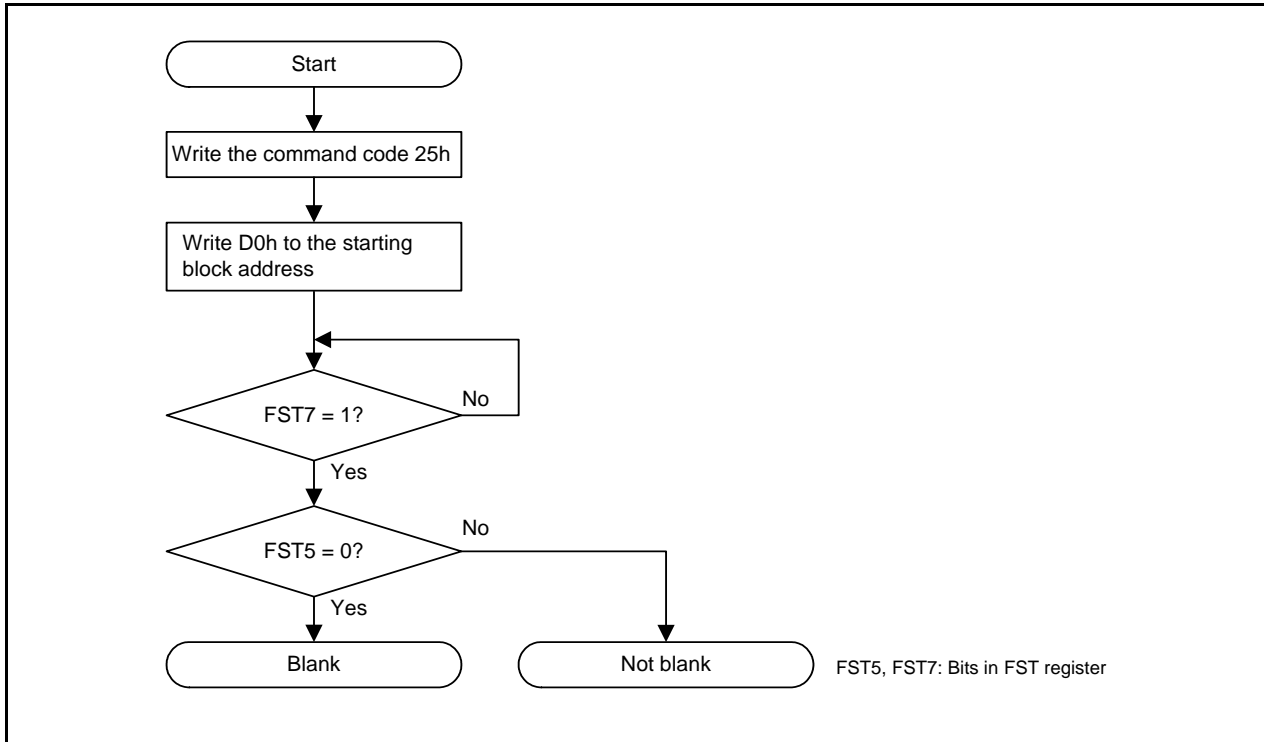 Start
Write the command code 25h
Write D0h to the starting
block address
FST7 = 1?
No
Yes
FST5 = 0?
No
Yes
Blank
Not blank
FST5, FST7: Bits in FST register